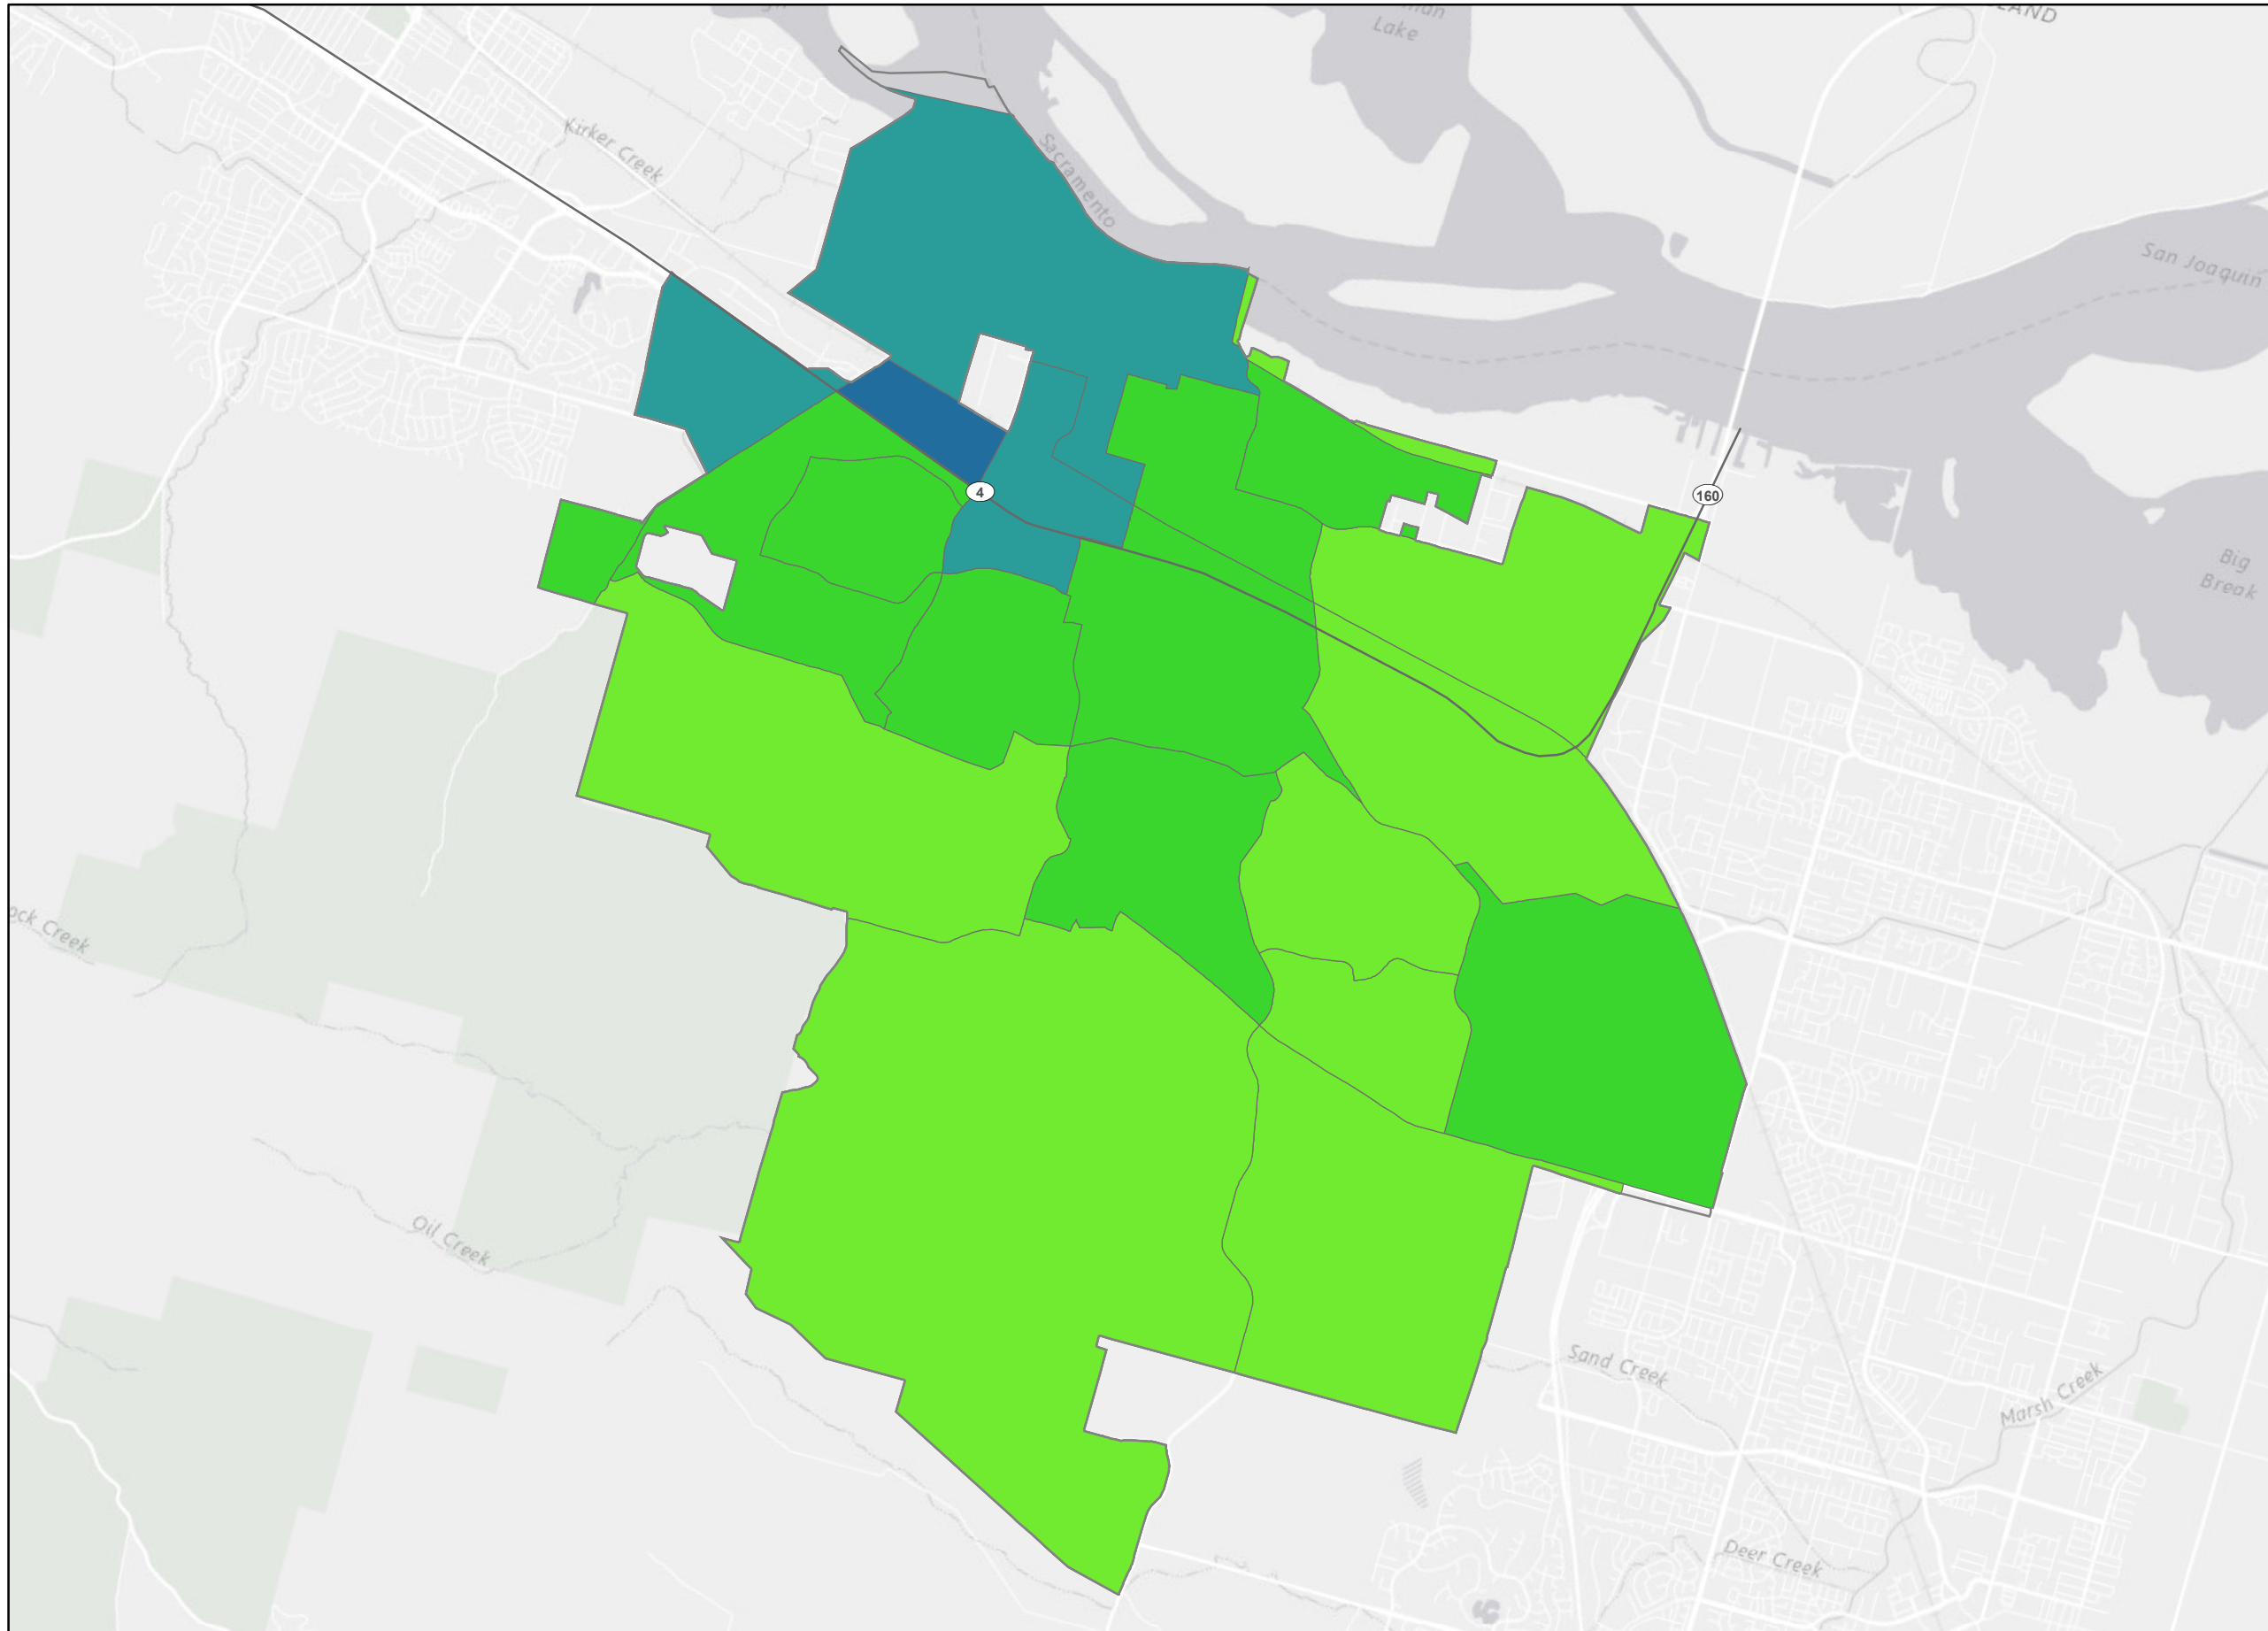 LAND
Lake
Kirker Creek
Sacramento
San Joaquin
4
160
Big
Break
Creek
Oil Creek
Sand Creek
Marsh Creek
Deer Creek